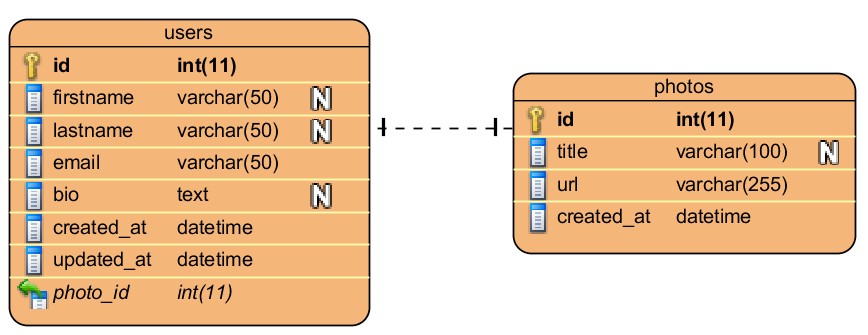 users
id int(11)
firstname varchar(50) N
lastname varchar(50) N
email varchar(50)
bio text N
created_at datetime
updated_at datetime
photo_id int(11)
photos
id int(11)
title varchar(100) N
url varchar(255)
created_at datetime